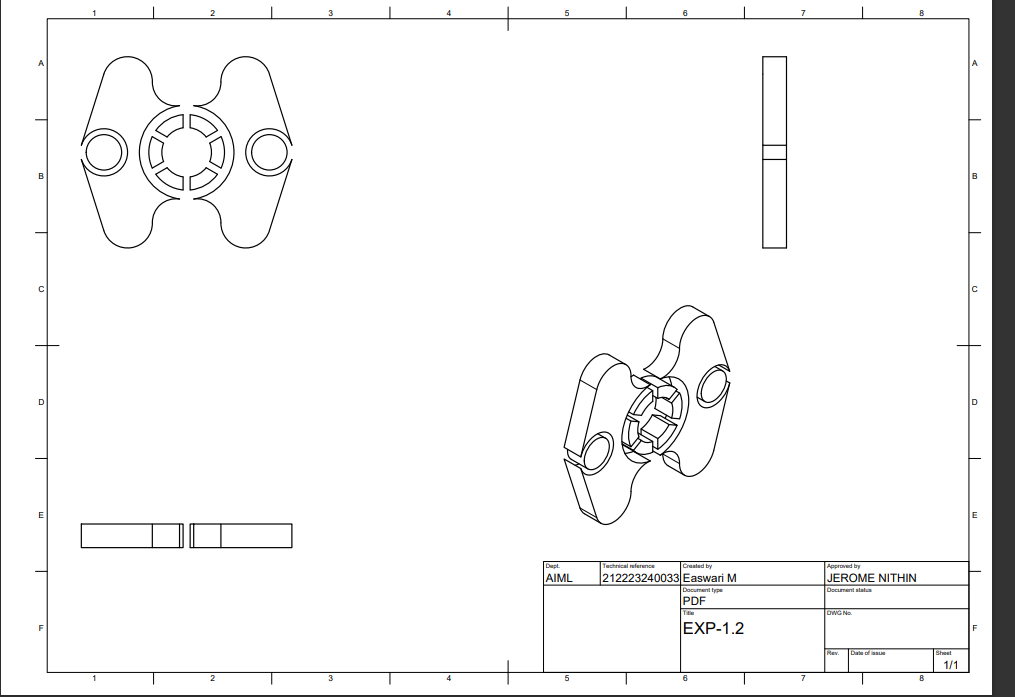 1 2 3 4 5 6 7 8
A A
B B
C C
D D
E E
Dept. Technical reference Created by Approved by
AIML 212223240033 Easwari M JEROME NITHIN
Document type Document status
PDF
Title DWG No.
EXP-1.2
F F
Rev. Date of issue Sheet
1/1
1 2 3 4 5 6 7 8